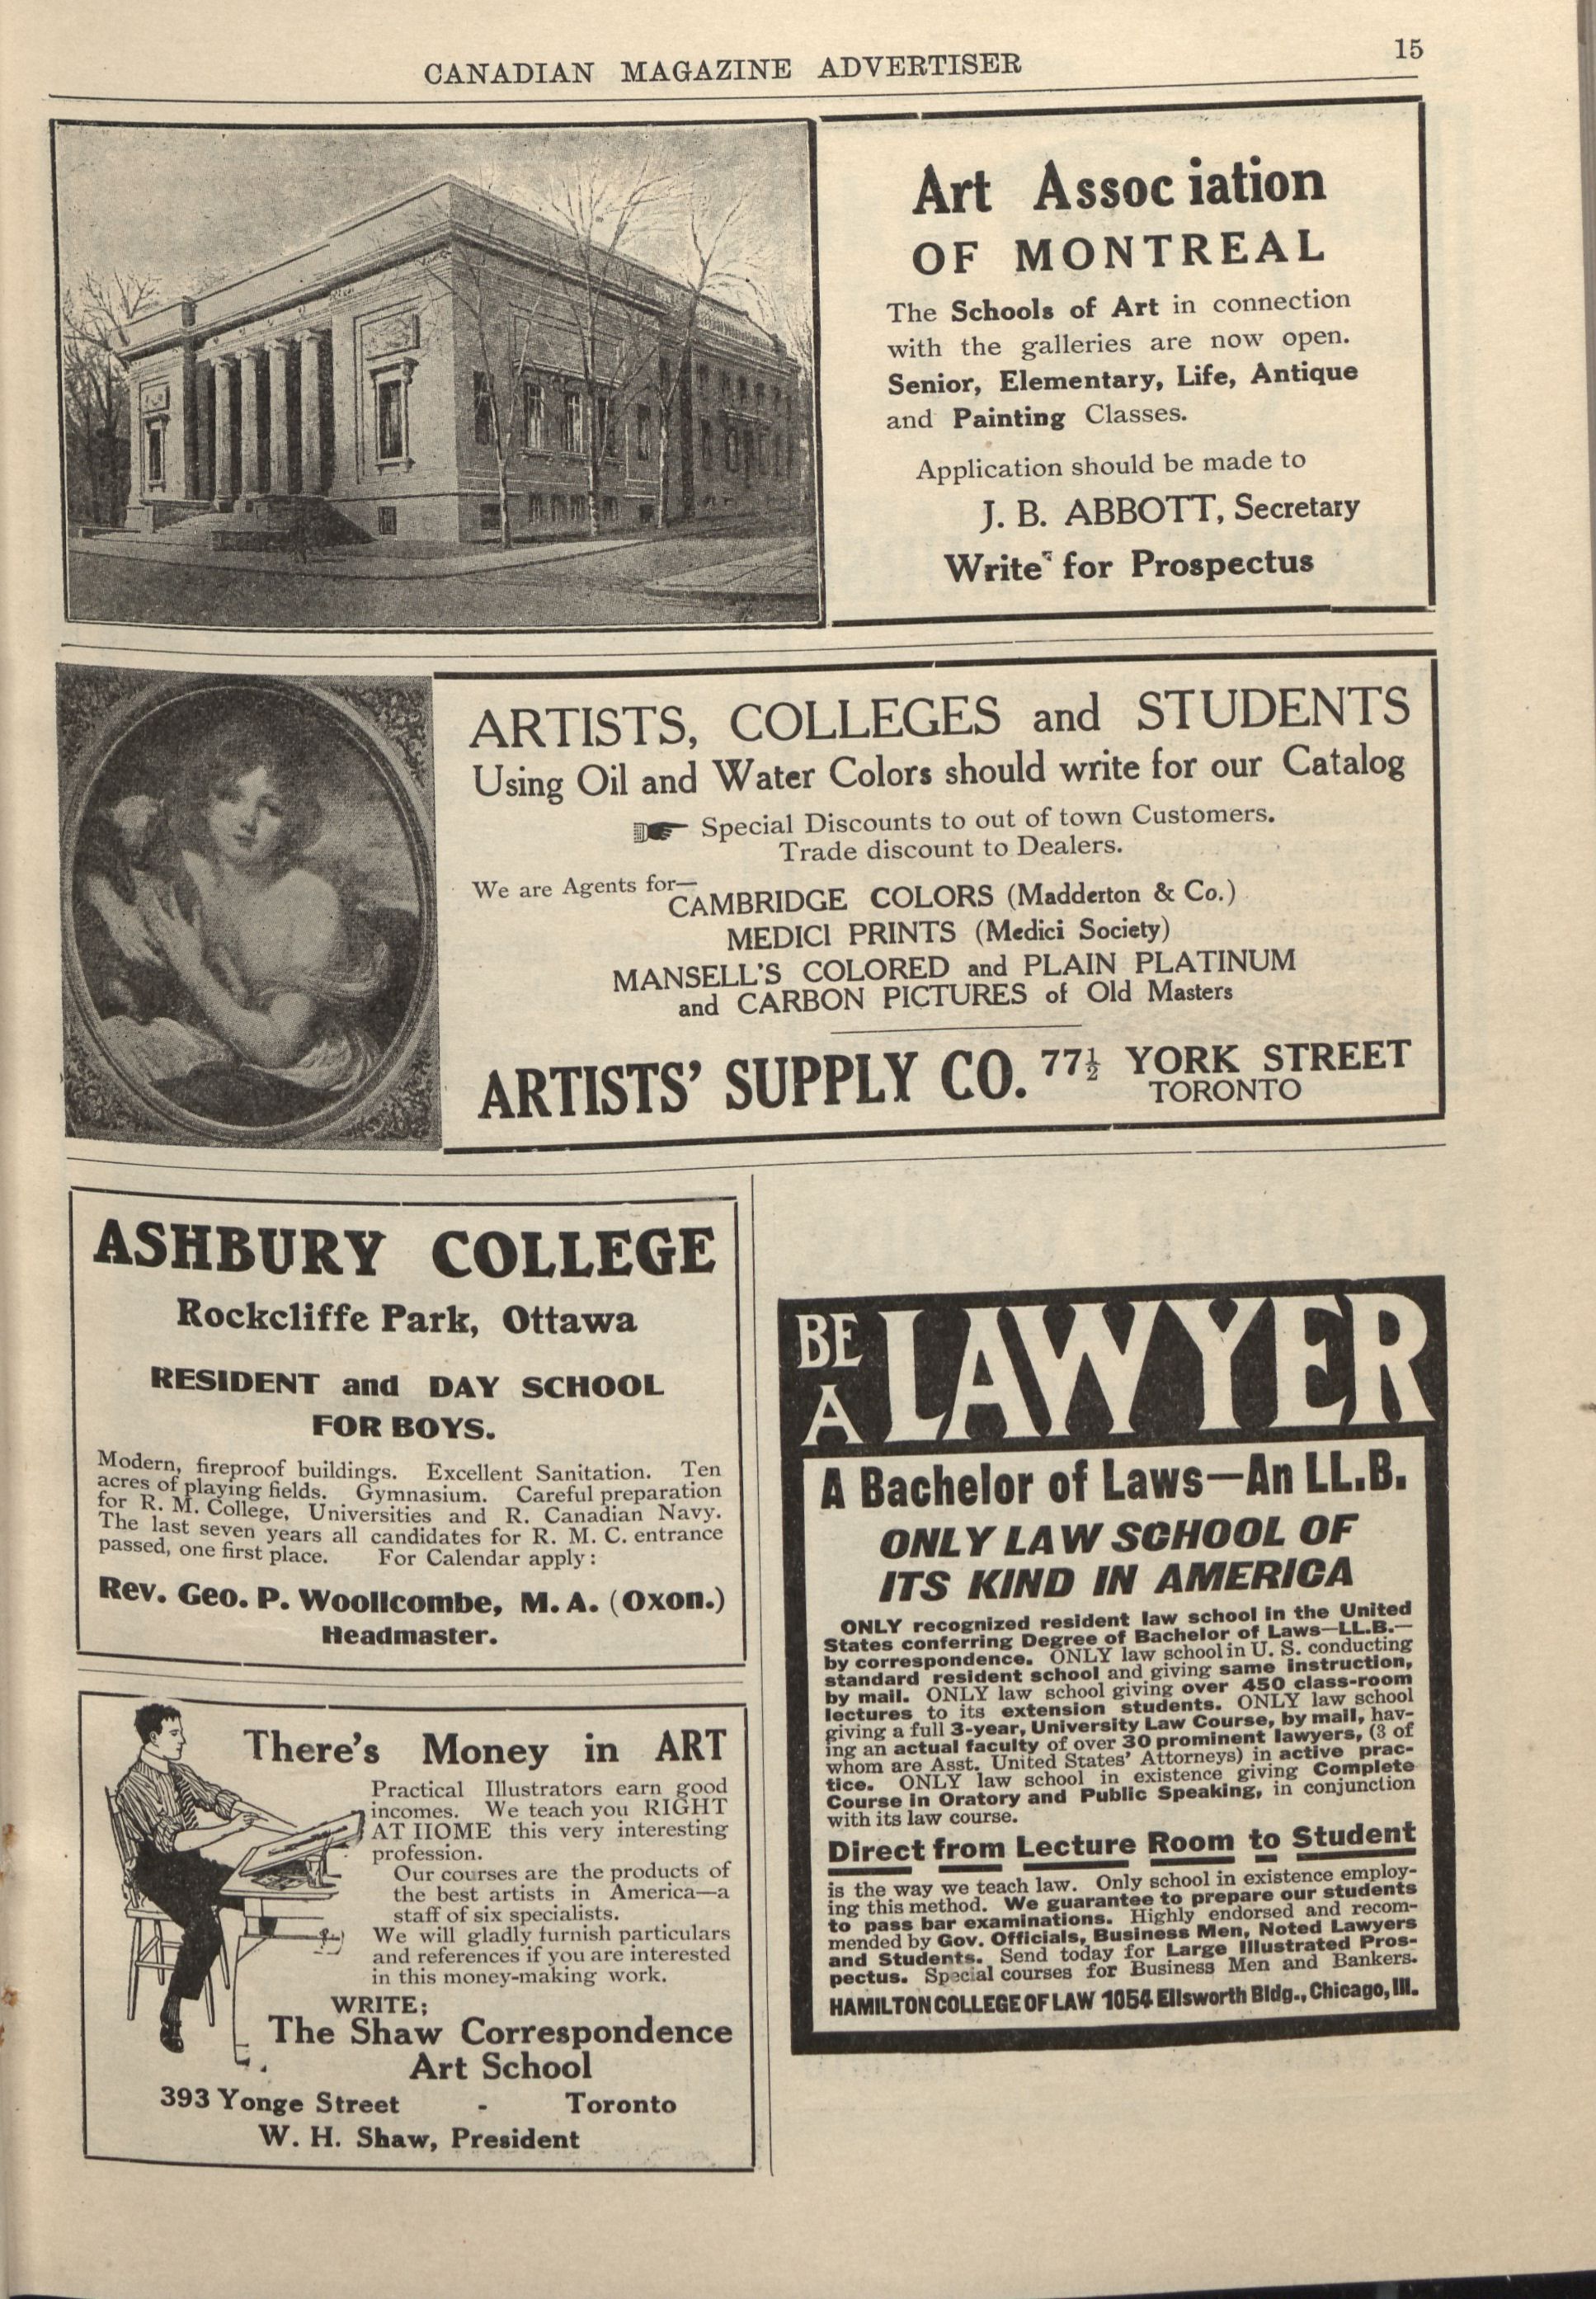 CANADIAN MAGAZINE ADVERTISER
15
Art Assoc iation
OF MONTREAL
The Schools of Art in connection
with the galleries are now open.
Senior, Elementary, Life, Antique
and Painting Classes.
Application should be made to
J. B. ABBOTT, Secretary
Write for Prospectus
ARTISTS, COLLEGES and STUDENTS
Using Oil and Water Colors should write for our Catalog
Special Discounts to out of town Customers.
Trade discount to Dealers.
We are Agents for—
CAMBRIDGE COLORS (Madderton & Co.)
MEDICI PRINTS (Medici Society)
MANSELL'S COLORED and PLAIN PLATINUM
and CARBON PICTURES of Old Masters
ARTISTS' SUPPLY CO. 77½ YORK STREET
TORONTO
ASHBURY COLLEGE
Rockcliffe Park, Ottawa
RESIDENT and DAY SCHOOL
FOR BOYS.
Modern, fireproof buildings. Excellent Sanitation. Ten
acres of playing fields. Gymnasium. Careful preparation
for R. M. College, Universities and R. Canadian Navy.
The last seven years all candidates for R. M. C. entrance
passed, one first place. For Calendar apply:
Rev. Geo. P. Woollcombe, M. A. (Oxon.)
Headmaster.
There's Money in ART
Practical Illustrators earn good
incomes. We teach you RIGHT
AT HOME this very interesting
profession.
Our courses are the products of
the best artists in America—a
staff of six specialists.
We will gladly furnish particulars
and references if you are interested
in this money-making work.
WRITE;
The Shaw Correspondence
Art School
393 Yonge Street - Toronto
W. H. Shaw, President
BE A LAWYER
A Bachelor of Laws—An LL.B.
ONLY LAW SCHOOL OF
ITS KIND IN AMERICA
ONLY recognized resident law school in the United
States conferring Degree of Bachelor of Laws—LL.B.—
by correspondence. ONLY law school in U. S. conducting
standard resident school and giving same instruction,
by mail. ONLY law school giving over 450 class-room
lectures to its extension students. ONLY law school
giving a full 3-year, University Law Course, by mail, hav-
ing an actual faculty of over 30 prominent lawyers, (3 of
whom are Asst. United States' Attorneys) in active prac-
tice. ONLY law school in existence giving Complete
Course in Oratory and Public Speaking, in conjunction
with its law course.
Direct from Lecture Room to Student
is the way we teach law. Only school in existence employ-
ing this method. We guarantee to prepare our students
to pass bar examinations. Highly endorsed and recom-
mended by Gov. Officials, Business Men, Noted Lawyers
and Students. Send today for Large Illustrated Pros-
pectus. Special courses for Business Men and Bankers.
HAMILTON COLLEGE OF LAW 1054 Ellsworth Bldg., Chicago, Ill.